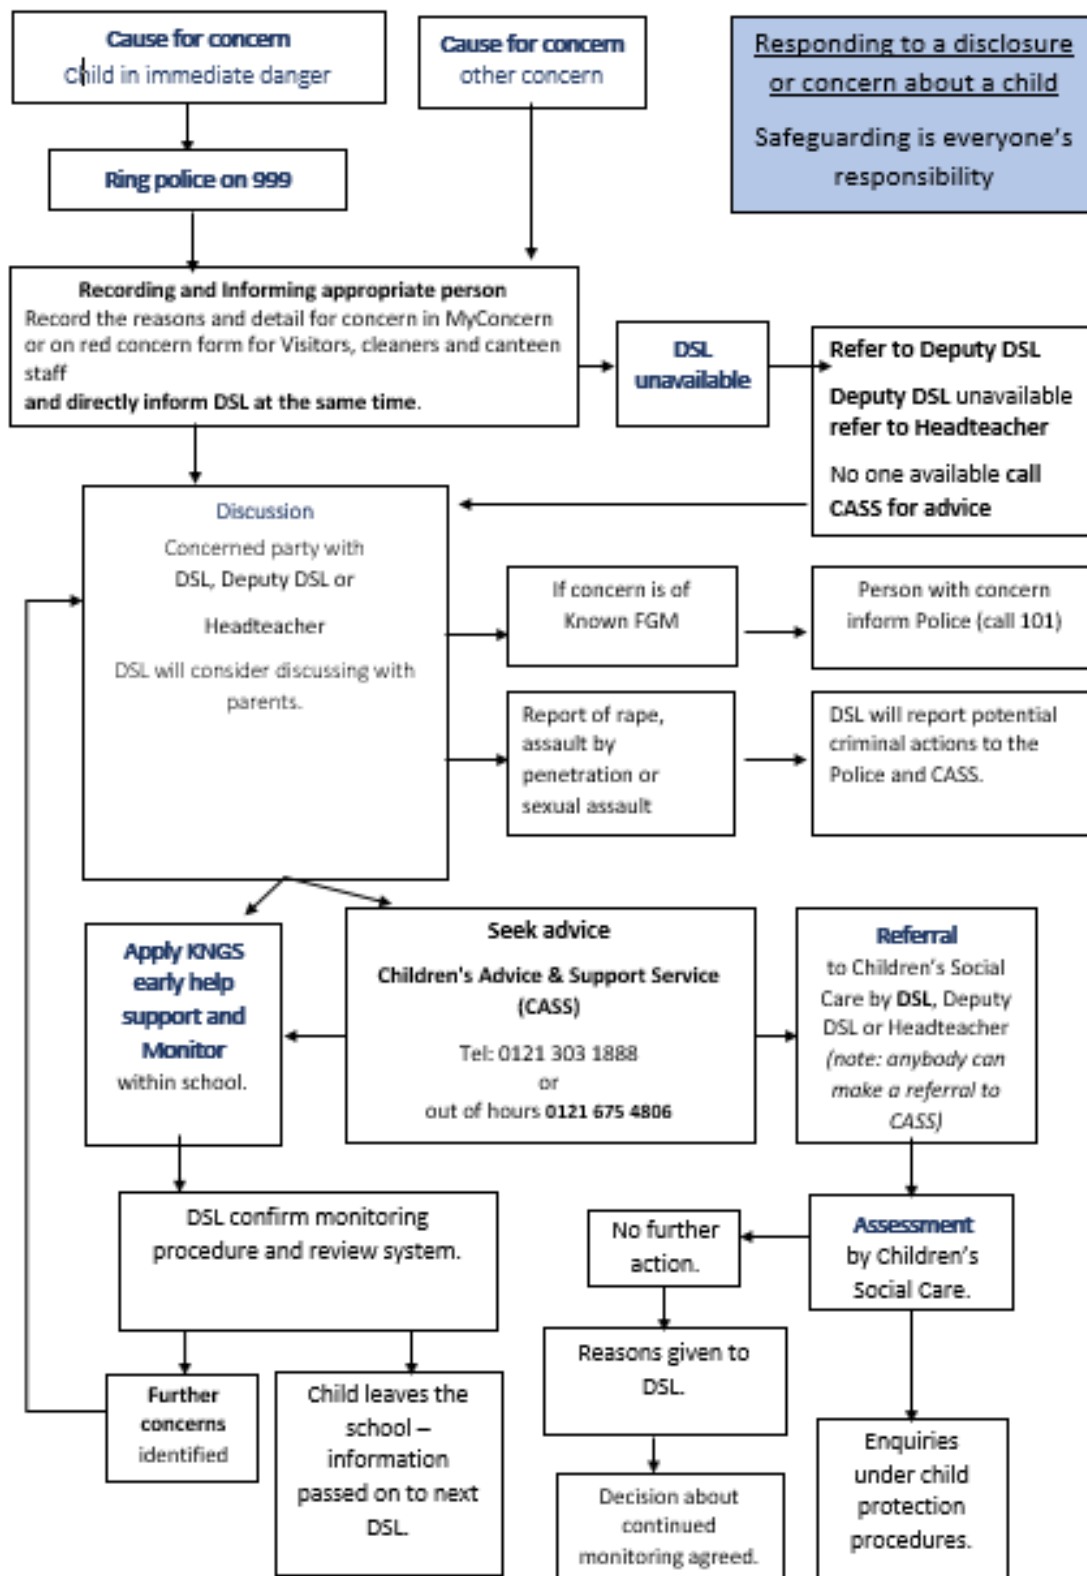 Cause for concern
Child in immediate danger
Cause for concern
other concern
Responding to a disclosure
or concern about a child
Safeguarding is everyone's
responsibility
Ring police on 999
Recording and Informing appropriate person
Record the reasons and detail for concern in MyConcern
or on red concern form for Visitors, cleaners and canteen
staff
and directly inform DSL at the same time.
DSL
unavailable
Refer to Deputy DSL
Deputy DSL unavailable
refer to Headteacher
No one available call
CASS for advice
Discussion
Concerned party with
DSL, Deputy DSL or
Headteacher
DSL will consider discussing with
parents.
If concern is of
Known FGM
Person with concern
inform Police (call 101)
Report of rape,
assault by
penetration or
sexual assault
DSL will report potential
criminal actions to the
Police and CASS.
Apply KNGS
early help
support and
Monitor
within school.
Seek advice
Children's Advice & Support Service
(CASS)
Tel: 0121 303 1888
or
out of hours 0121 675 4806
Referral
to Children's Social
Care by DSL, Deputy
DSL or Headteacher
(note: anybody can
make a referral to
CASS)
DSL confirm monitoring
procedure and review system.
No further
action.
Assessment
by Children's
Social Care.
Further
concerns
identified
Child leaves the
school –
information
passed on to next
DSL.
Reasons given to
DSL.
Decision about
continued
monitoring agreed.
Enquiries
under child
protection
procedures.